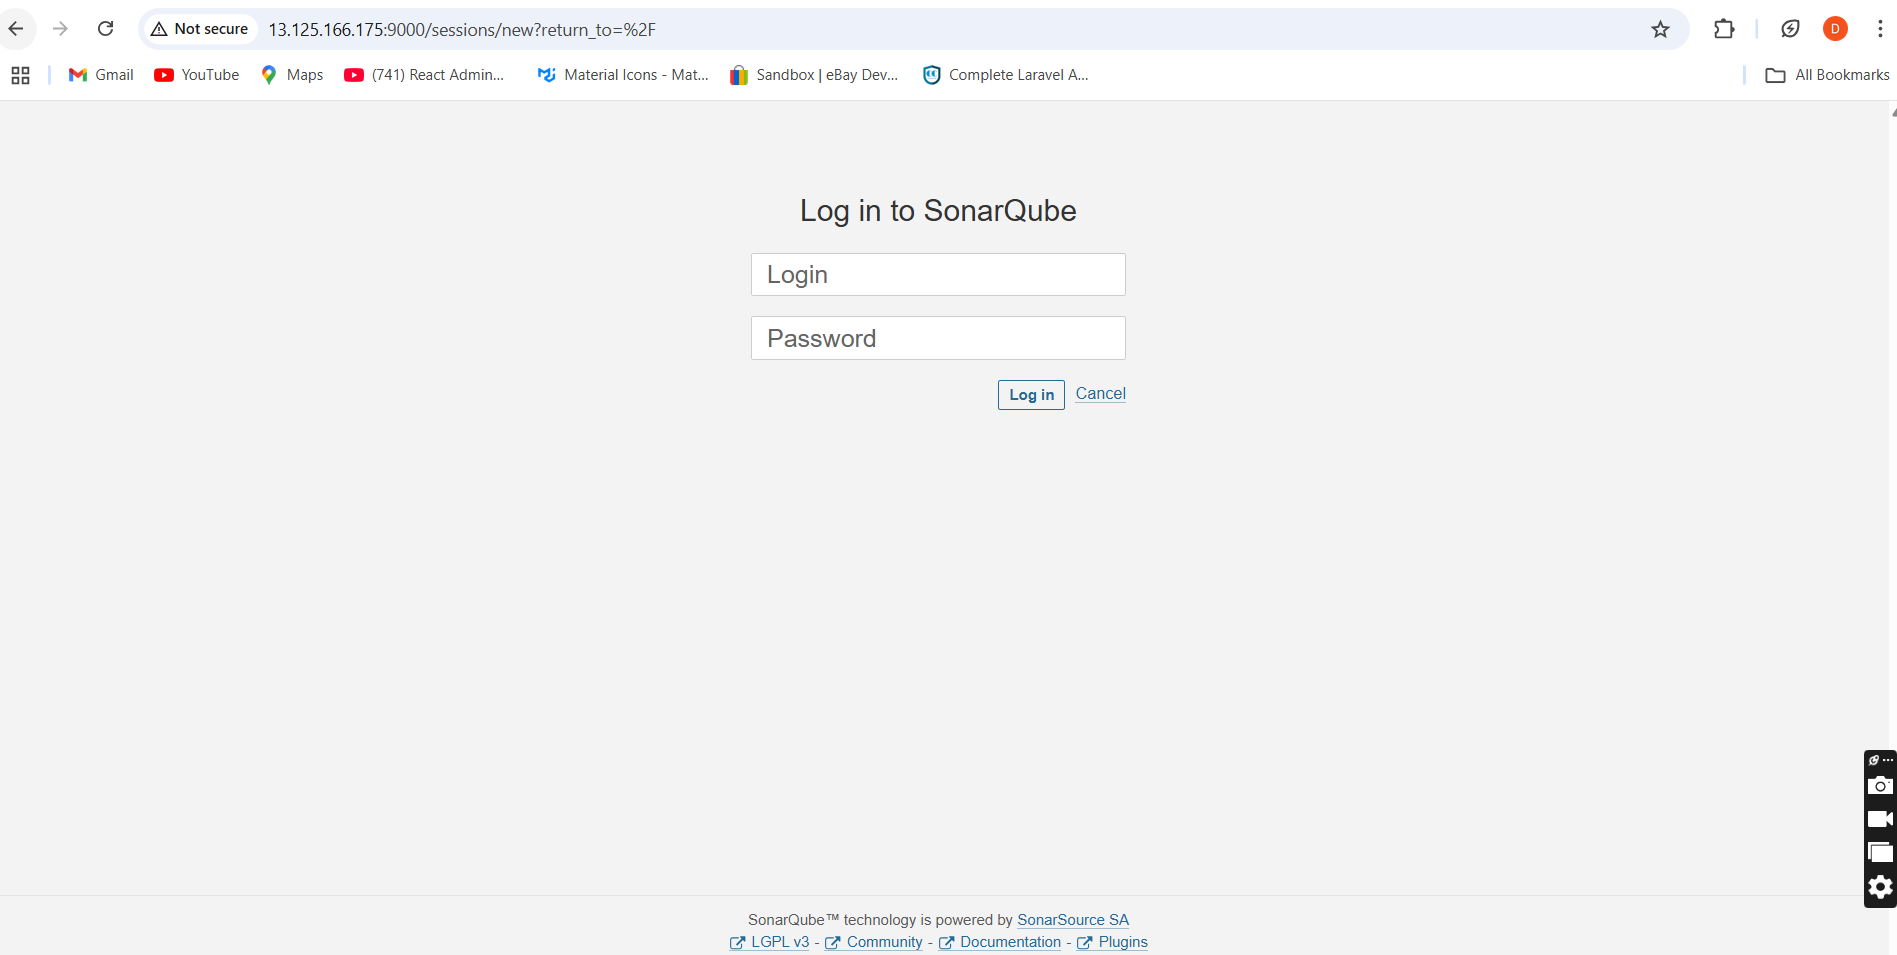 Not secure 13.125.166.175:9000/sessions/new?return_to=%2F D
Gmail YouTube Maps (741) React Admin... Material Icons - Mat... Sandbox | eBay Dev... Complete Laravel A... All Bookmarks
Log in to SonarQube
Login
Password
Log in Cancel
SonarQube™ technology is powered by SonarSource SA
LGPL v3 - Community - Documentation - Plugins